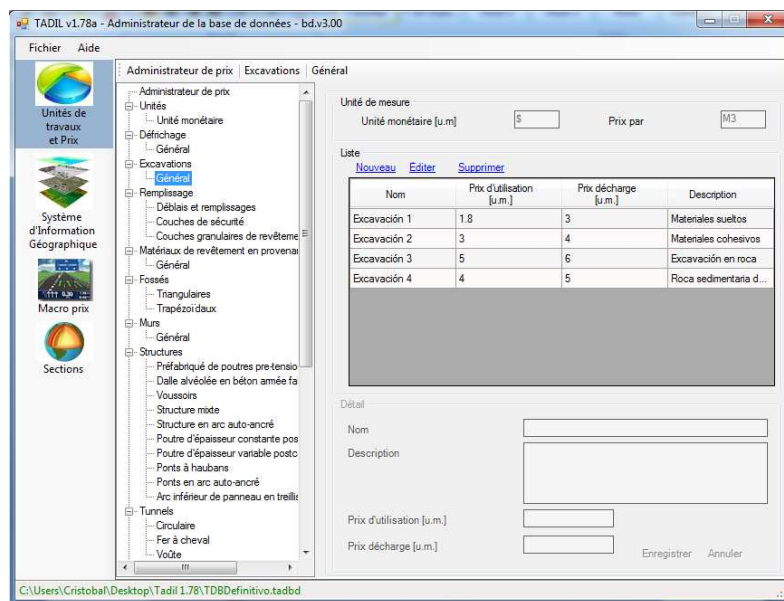 TADIL v1.78a - Administrateur de la base de données - bd.v3.00
Fichier Aide
Unités de
travaux
et Prix
Système
d'Information
Géographique
Macro prix
Sections
Administrateur de prix Excavations Général
Administrateur de prix
Unités
Unité monétaire
Défrichage
Général
Excavations
Général
Remplissage
Déblais et remplissages
Couches de sécurité
Couches granulaires de revêteme
Matériaux de revêtement en provenai
Général
Fossés
Triangulaires
Trapézoïdaux
Murs
Général
Structures
Préfabriqué de poutres pre-tensio
Dalle alvéolée en béton armée fa
Voussoirs
Structure mixte
Structure en arc auto-ancré
Poutre d'épaisseur constante pos
Poutre d'épaisseur variable postc
Ponts à haubans
Ponts en arc auto-ancré
Arc inférieur de panneau en treillis
Tunnels
Circulaire
Fer à cheval
Voûte
Unité de mesure
Unité monétaire [u.m] $ Prix par M3
Liste
Nouveau Éditer Supprimer
Nom Prix d'utilisation [u.m.] Prix décharge [u.m.] Description
Excavación 1 1.8 3 Materiales sueltos
Excavación 2 3 4 Materiales cohesivos
Excavación 3 5 6 Excavación en roca
Excavación 4 4 5 Roca sedimentaria d...
Détail
Nom
Description
Prix d'utilisation [u.m.]
Prix décharge [u.m.]
Enregistrer Annuler
C:\Users\Cristobal\Desktop\Tadil 1.78\TDBDefinitivo.tadbd